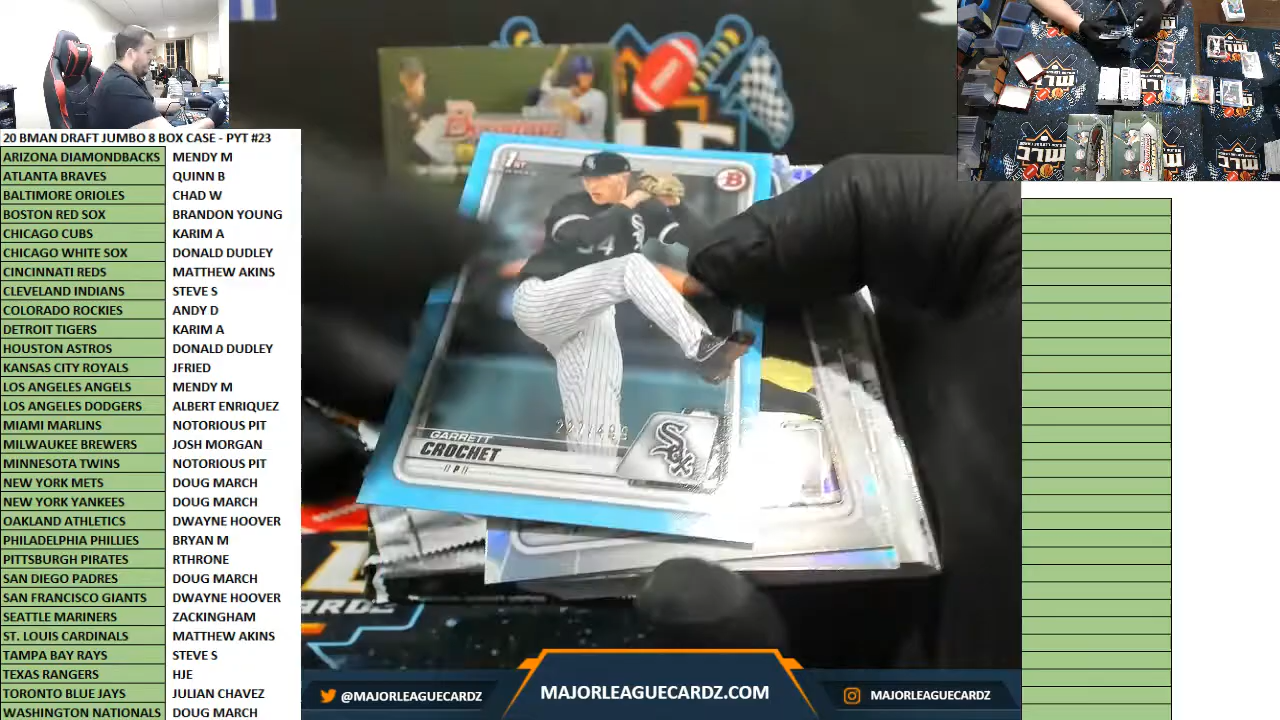 20 BMAN DRAFT JUMBO 8 BOX CASE - PYT #23
ARIZONA DIAMONDBACKS MENDY M
ATLANTA BRAVES QUINN B
BALTIMORE ORIOLES CHAD W
BOSTON RED SOX BRANDON YOUNG
CHICAGO CUBS KARIM A
CHICAGO WHITE SOX DONALD DUDLEY
CINCINNATI REDS MATTHEW AKINS
CLEVELAND INDIANS STEVE S
COLORADO ROCKIES ANDY D
DETROIT TIGERS KARIM A
HOUSTON ASTROS DONALD DUDLEY
KANSAS CITY ROYALS JFRIED
LOS ANGELES ANGELS MENDY M
LOS ANGELES DODGERS ALBERT ENRIQUEZ
MIAMI MARLINS NOTORIOUS PIT
MILWAUKEE BREWERS JOSH MORGAN
MINNESOTA TWINS NOTORIOUS PIT
NEW YORK METS DOUG MARCH
NEW YORK YANKEES DOUG MARCH
OAKLAND ATHLETICS DWAYNE HOOVER
PHILADELPHIA PHILLIES BRYAN M
PITTSBURGH PIRATES RTHRONE
SAN DIEGO PADRES DOUG MARCH
SAN FRANCISCO GIANTS DWAYNE HOOVER
SEATTLE MARINERS ZACKINGHAM
ST. LOUIS CARDINALS MATTHEW AKINS
TAMPA BAY RAYS STEVE S
TEXAS RANGERS HJE
TORONTO BLUE JAYS JULIAN CHAVEZ
WASHINGTON NATIONALS DOUG MARCH
1ST
B
Sox
GARRETT
CROCHET
P
SOX
@MAJORLEAGUECARDZ
MAJORLEAGUECARDZ.COM
MAJORLEAGUECARDZ